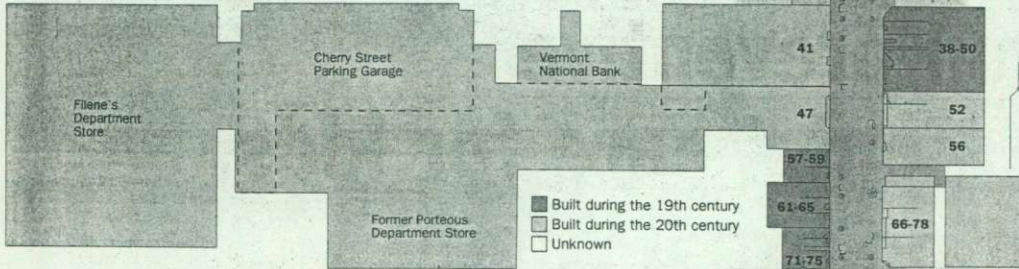 Filene's
Department
Store
Cherry Street
Parking Garage
Vermont
National Bank
41
38-50
47
52
56
57-59
61-65
66-78
71-75
Former Porteous
Department Store
Built during the 19th century
Built during the 20th century
Unknown